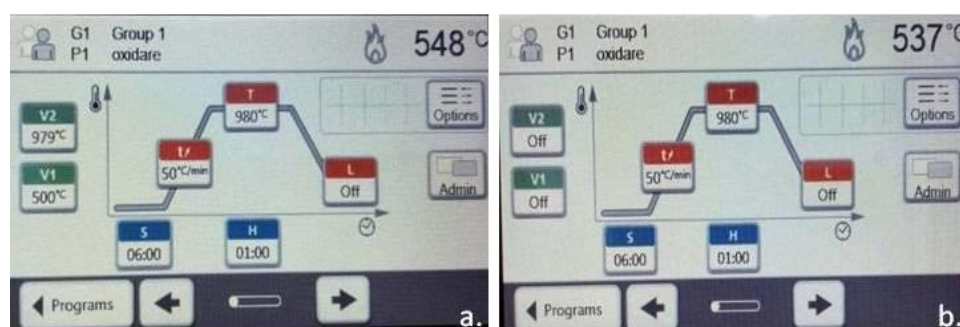 G1 Group 1
P1 oxidare
548°C
T
980°C
Options
V2
979°C
t
50°C/min
V1
500°C
L
Off
Admin
S
06:00
H
01:00
Programs
a.
G1 Group 1
P1 oxidare
537°C
T
980°C
Options
V2
Off
t
50°C/min
V1
Off
L
Off
Admin
S
06:00
H
01:00
Programs
b.